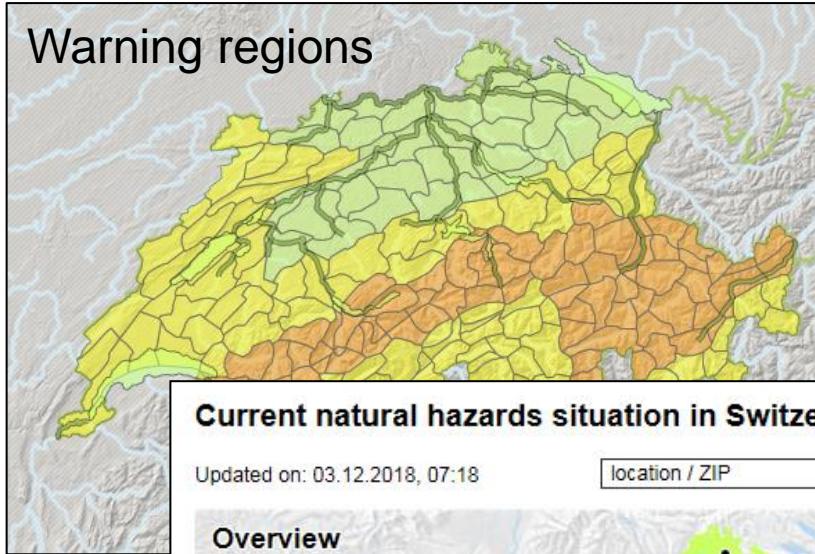 Warning regions
Current natural hazards situation in Switze
Updated on: 03.12.2018, 07:18
location / ZIP
Overview